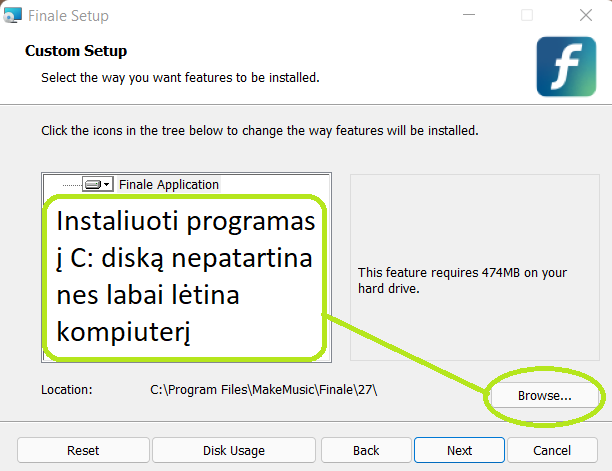 Finale Setup
Custom Setup
Select the way you want features to be installed.
Click the icons in the tree below to change the way features will be installed.
Finale Application
Instaliuoti programas
į C: diską nepatartina
nes labai lėtina
kompiuterį
This feature requires 474MB on your
hard drive.
Location:
C:\Program Files\MakeMusic\Finale\27\
Browse...
Reset
Disk Usage
Back
Next
Cancel